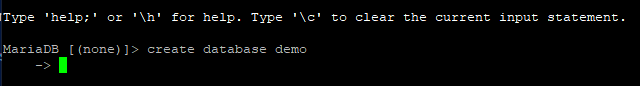 Type 'help;' or '\h' for help. Type '\c' to clear the current input statement.
MariaDB [(none)]> create database demo
->